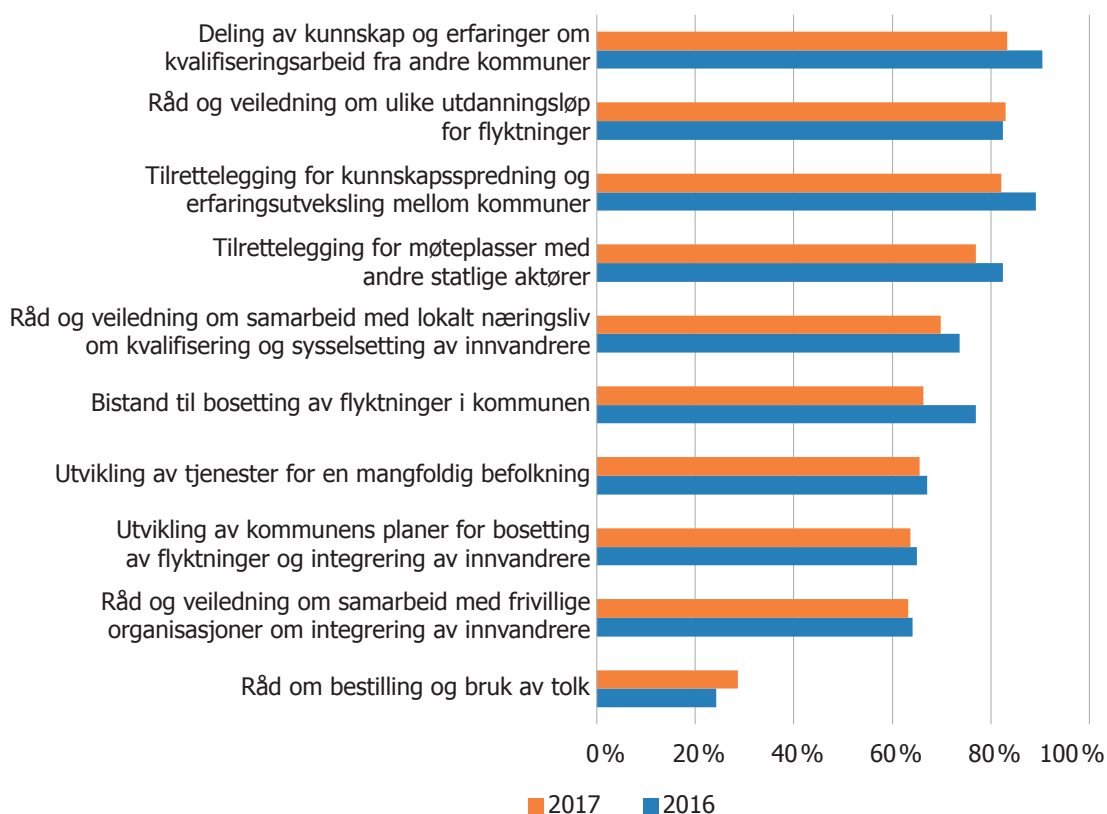 Deling av kunnskap og erfaringer om
kvalifiseringsarbeid fra andre kommuner
Råd og veiledning om ulike utdanningsløp
for flyktninger
Tilrettelegging for kunnskapsspredning og
erfaringsutveksling mellom kommuner
Tilrettelegging for møteplasser med
andre statlige aktører
Råd og veiledning om samarbeid med lokalt næringsliv
om kvalifisering og sysselsetting av innvandrere
Bistand til bosetting av flyktninger i kommunen
Utvikling av tjenester for en mangfoldig befolkning
Utvikling av kommunens planer for bosetting
av flyktninger og integrering av innvandrere
Råd og veiledning om samarbeid med frivillige
organisasjoner om integrering av innvandrere
Råd om bestilling og bruk av tolk
0 % 20 % 40 % 60 % 80 % 100 %
2017 2016